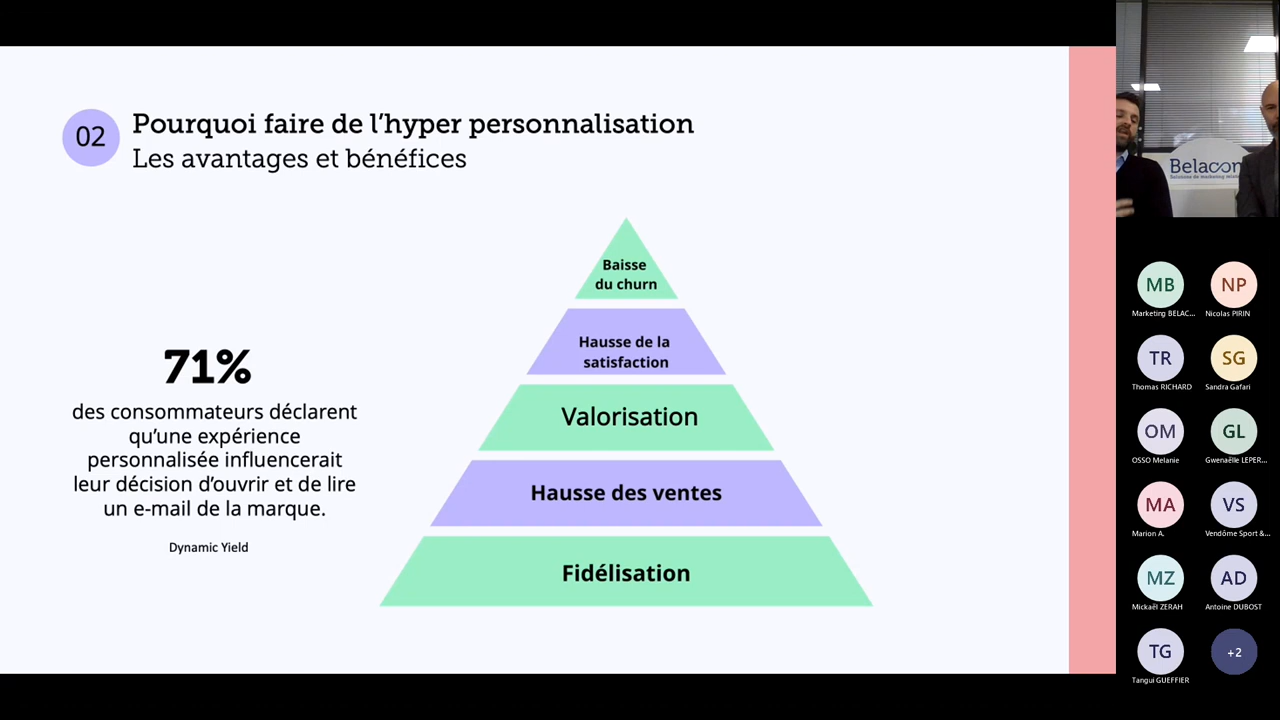 02
Pourquoi faire de l'hyper personnalisation
Les avantages et bénéfices
71%
des consommateurs déclarent
qu'une expérience
personnalisée influencerait
leur décision d'ouvrir et de lire
un e-mail de la marque.
Dynamic Yield
Baisse
du churn
Hausse de la
satisfaction
Valorisation
Hausse des ventes
Fidélisation
Belacom
MB
NP
Marketing BELAC...
Nicolas PIRIN
TR
SG
Thomas RICHARD
Sandra Gafari
OM
GL
OSSO Melanie
Gwenaëlle LEPER...
MA
VS
Marion A.
Vendôme Sport &...
MZ
AD
Mickaël ZERAH
Antoine DUBOST
TG
+2
Tangui GUEFFIER